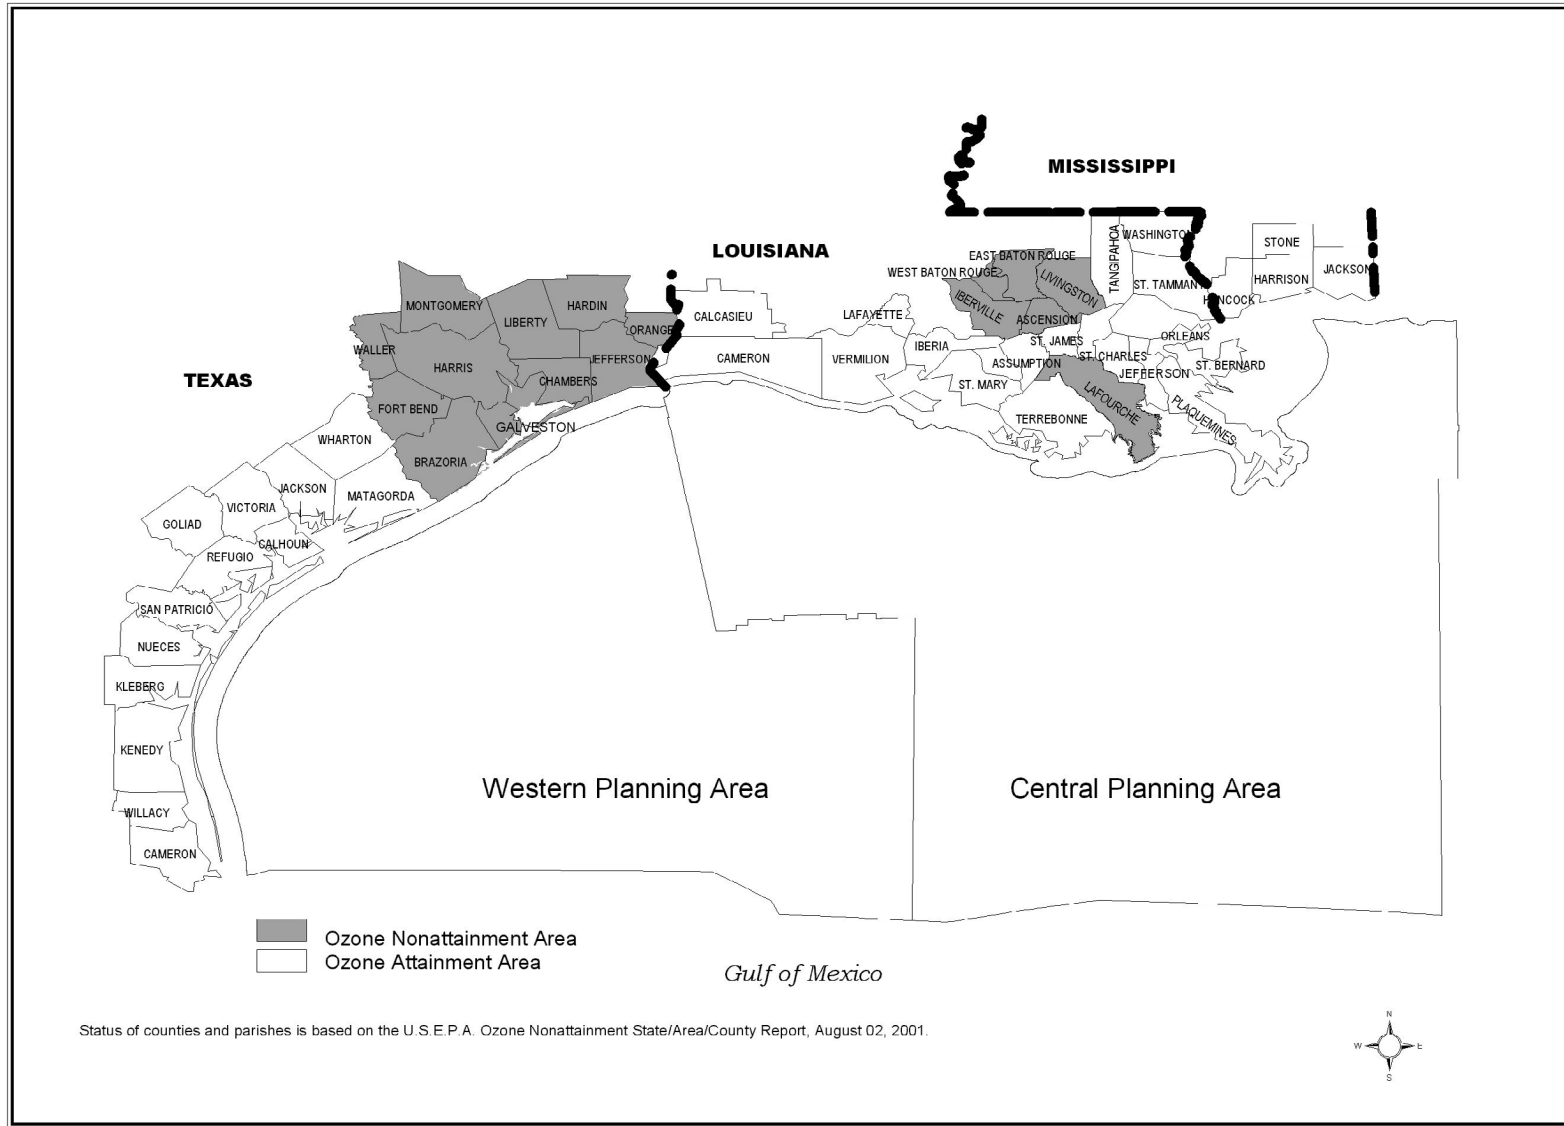 MISSISSIPPI
LOUISIANA
TEXAS
WASHINGTON
TANGIPAHOA
STONE
EAST BATON ROUGE
WEST BATON ROUGE
LIVINGSTON
ST. TAMMANY
HARRISON
JACKSON
HANCOCK
IBERVILLE
ASCENSION
MONTGOMERY
HARDIN
LIBERTY
ORANGE
CALCASIEU
LAFAYETTE
WALLER
HARRIS
JEFFERSON
CAMERON
VERMILION
IBERIA
ST. JAMES
ORLEANS
ST. CHARLES
ST. BERNARD
ASSUMPTION
JEFFERSON
CHAMBERS
ST. MARY
LAFOURCHE
PLAQUEMINES
TERREBONNE
FORT BEND
GALVESTON
WHARTON
BRAZORIA
JACKSON
MATAGORDA
VICTORIA
GOLIAD
CALHOUN
REFUGIO
SAN PATRICIO
NUECES
KLEBERG
KENEDY
WILLACY
CAMERON
Western Planning Area
Central Planning Area
Ozone Nonattainment Area
Ozone Attainment Area
Gulf of Mexico
Status of counties and parishes is based on the U.S.E.P.A. Ozone Nonattainment State/Area/County Report, August 02, 2001.
N
W
E
S